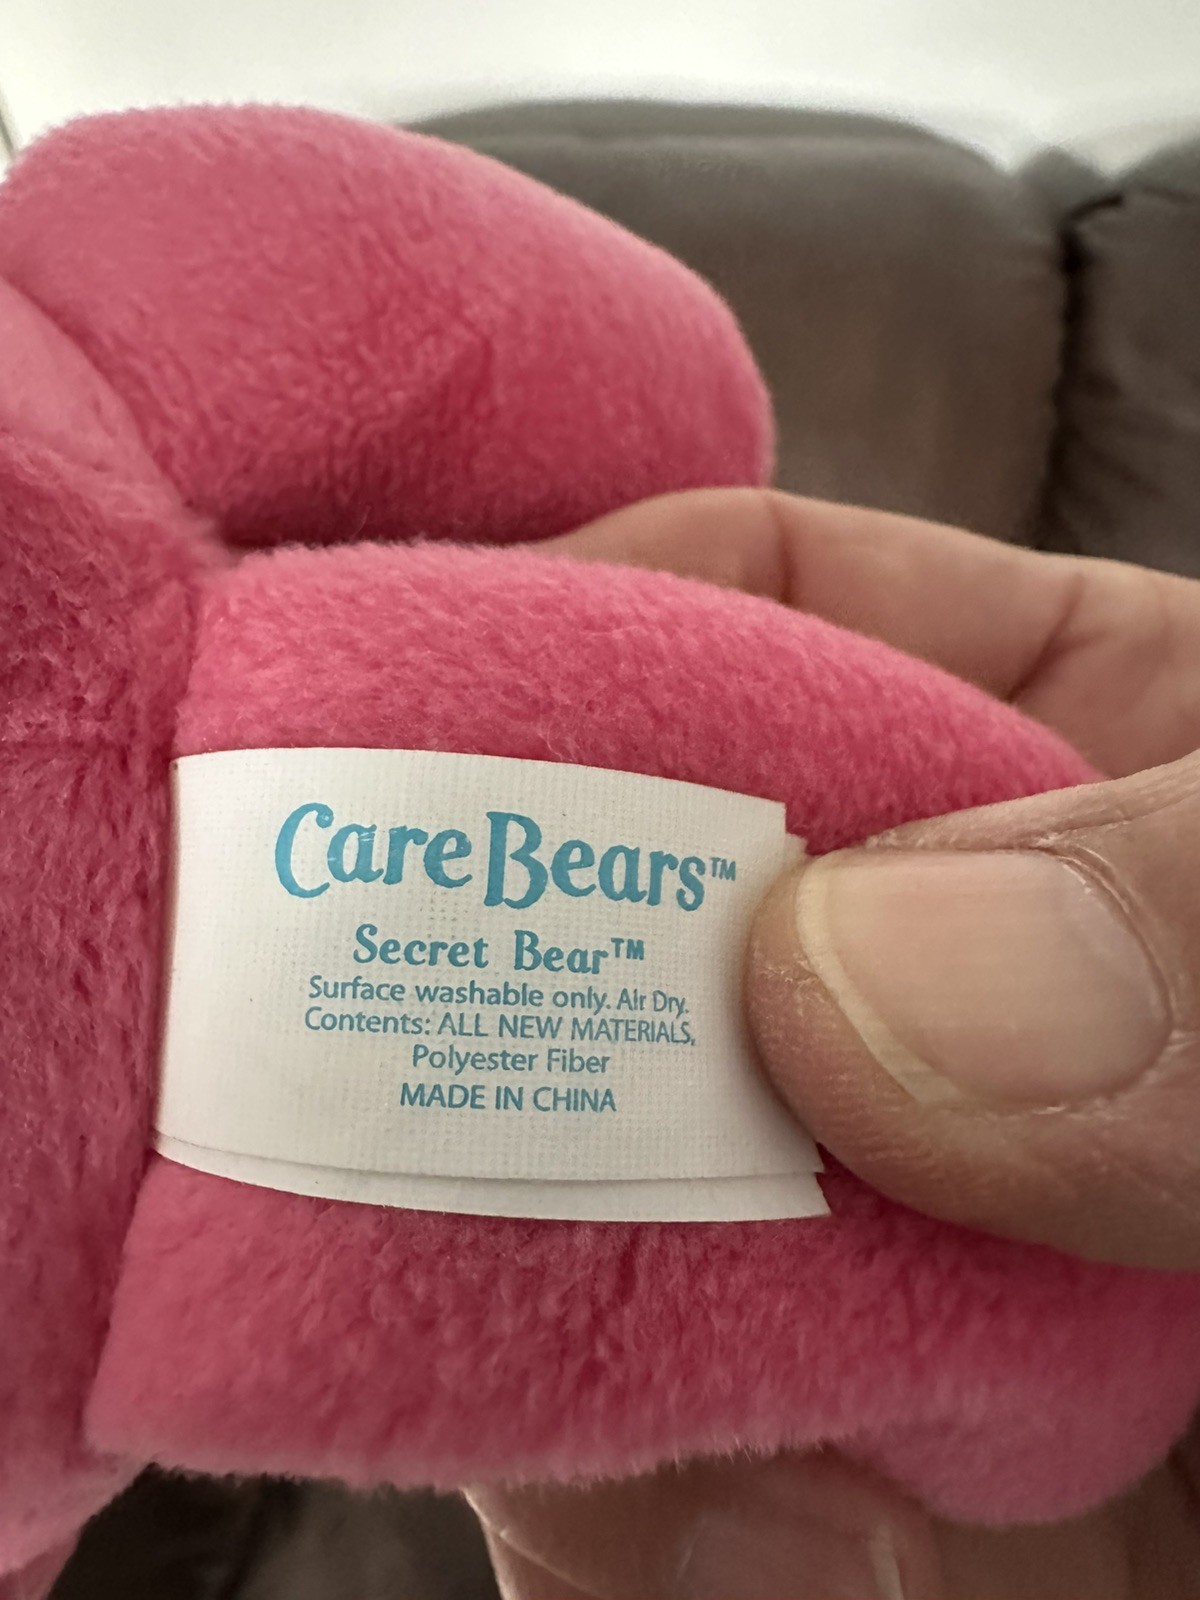 Care Bears™
Secret Bear™
Surface washable only. Air Dry.
Contents: ALL NEW MATERIALS,
Polyester Fiber
MADE IN CHINA